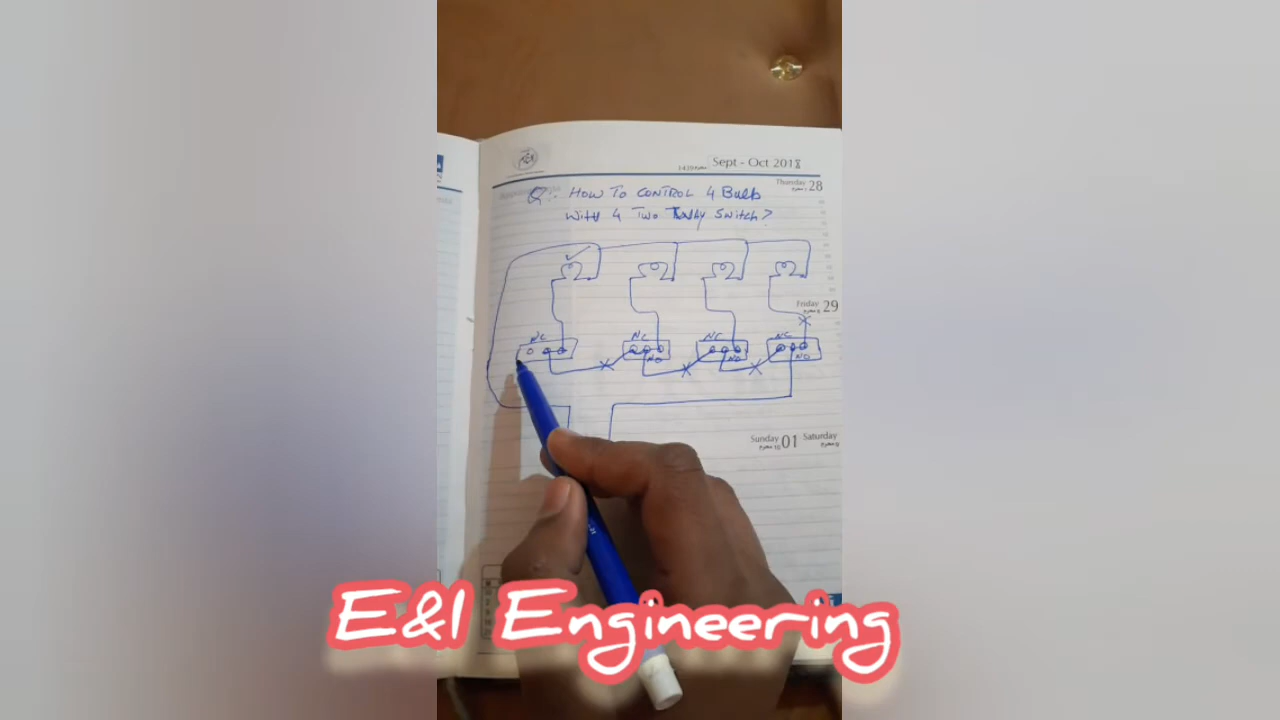 Sept - Oct 2018
Thursday 28
Q:- HOW TO CONTROL 4 Bulb
With 4 Two Tally Switch?
Friday 29
NC NC NC NC
NO NO NO
Sunday 01 Saturday
E&I Engineering